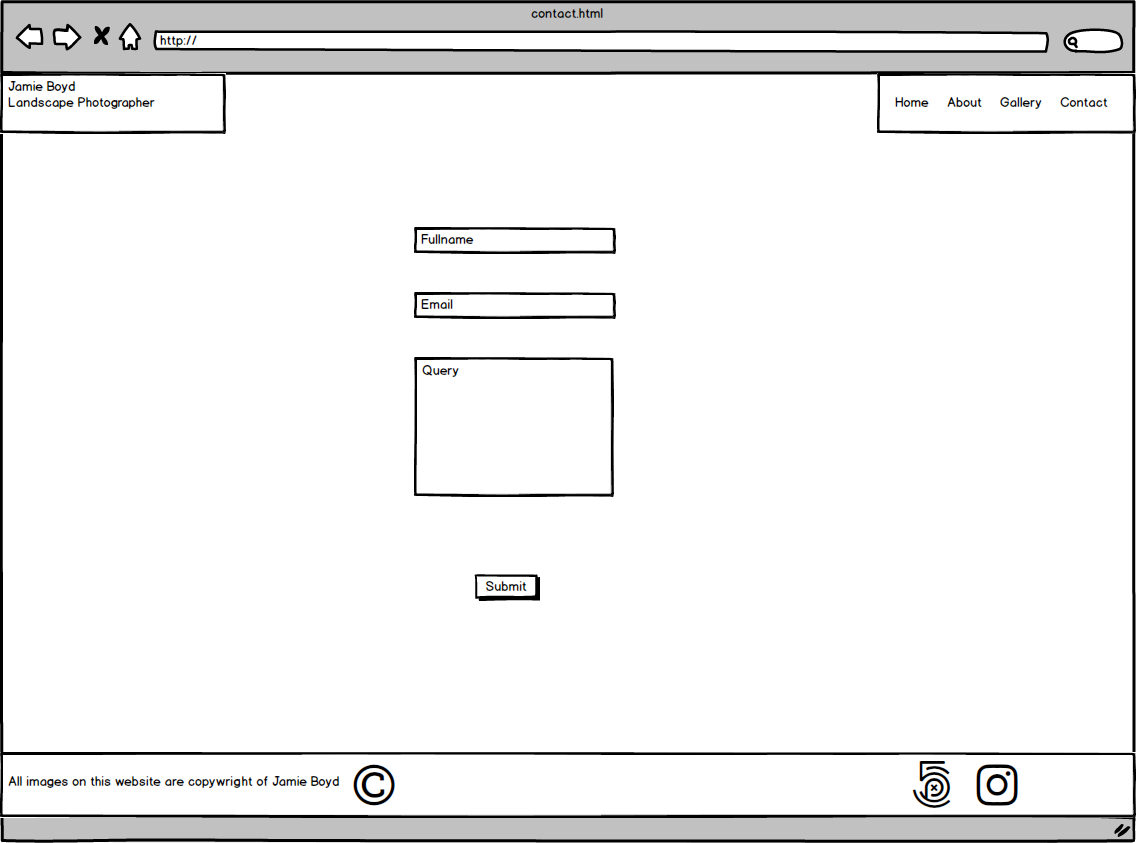 contact.html
http://
Jamie Boyd
Landscape Photographer
Home About Gallery Contact
Fullname
Email
Query
Submit
All images on this website are copywright of Jamie Boyd ©